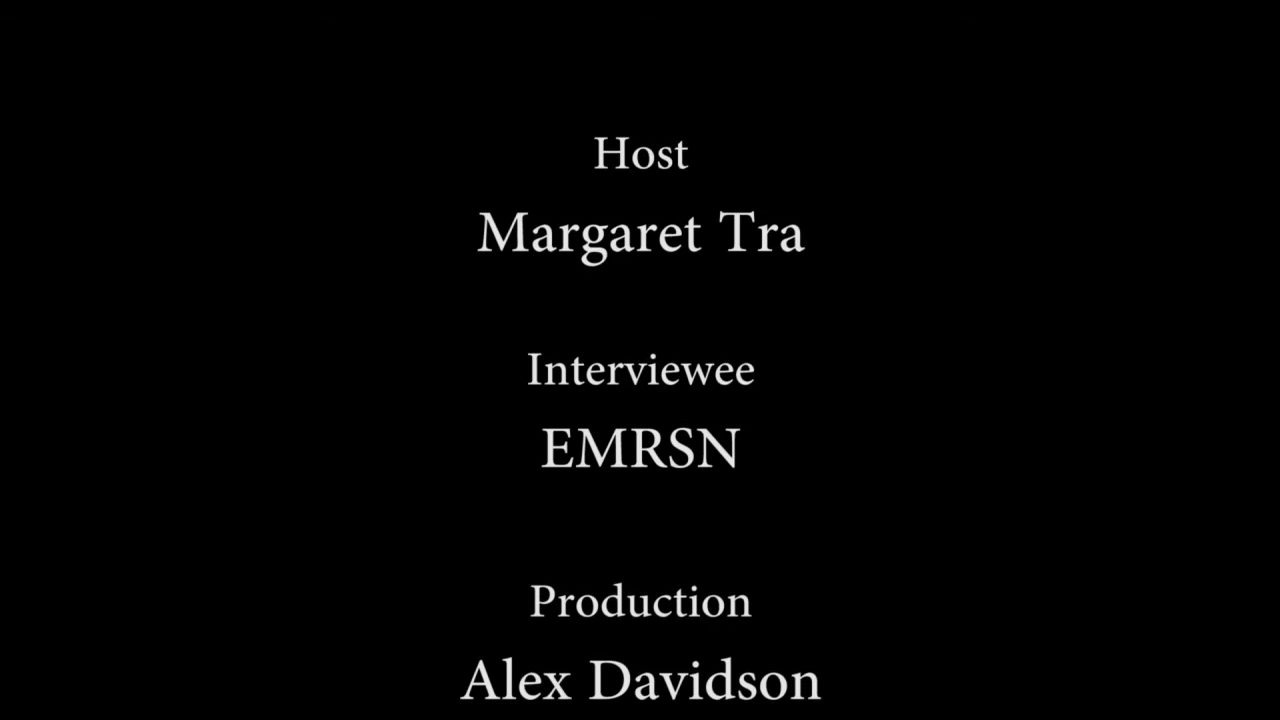 Host
Margaret Tra
Interviewee
EMRSN
Production
Alex Davidson